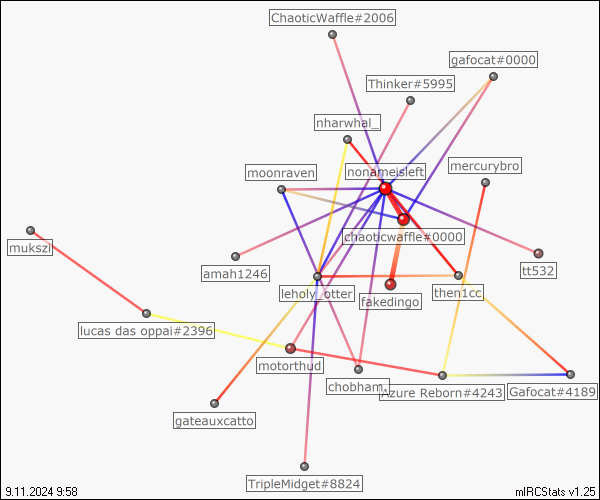 ChaoticWaffle#2006
gafocat#0000
Thinker#5995
nharwhal_
moonraven
nonameisleft
mercurybro
chaoticwaffle#0000
mukszi
amah1246
tt532
leholy_otter
then1cc
fakedingo
lucas das oppai#2396
motorthud
chobham_
Azure Reborn#4243
Gafocat#4189
gateauxcatto
TripleMidget#8824
9.11.2024 9:58
mIRCStats v1.25